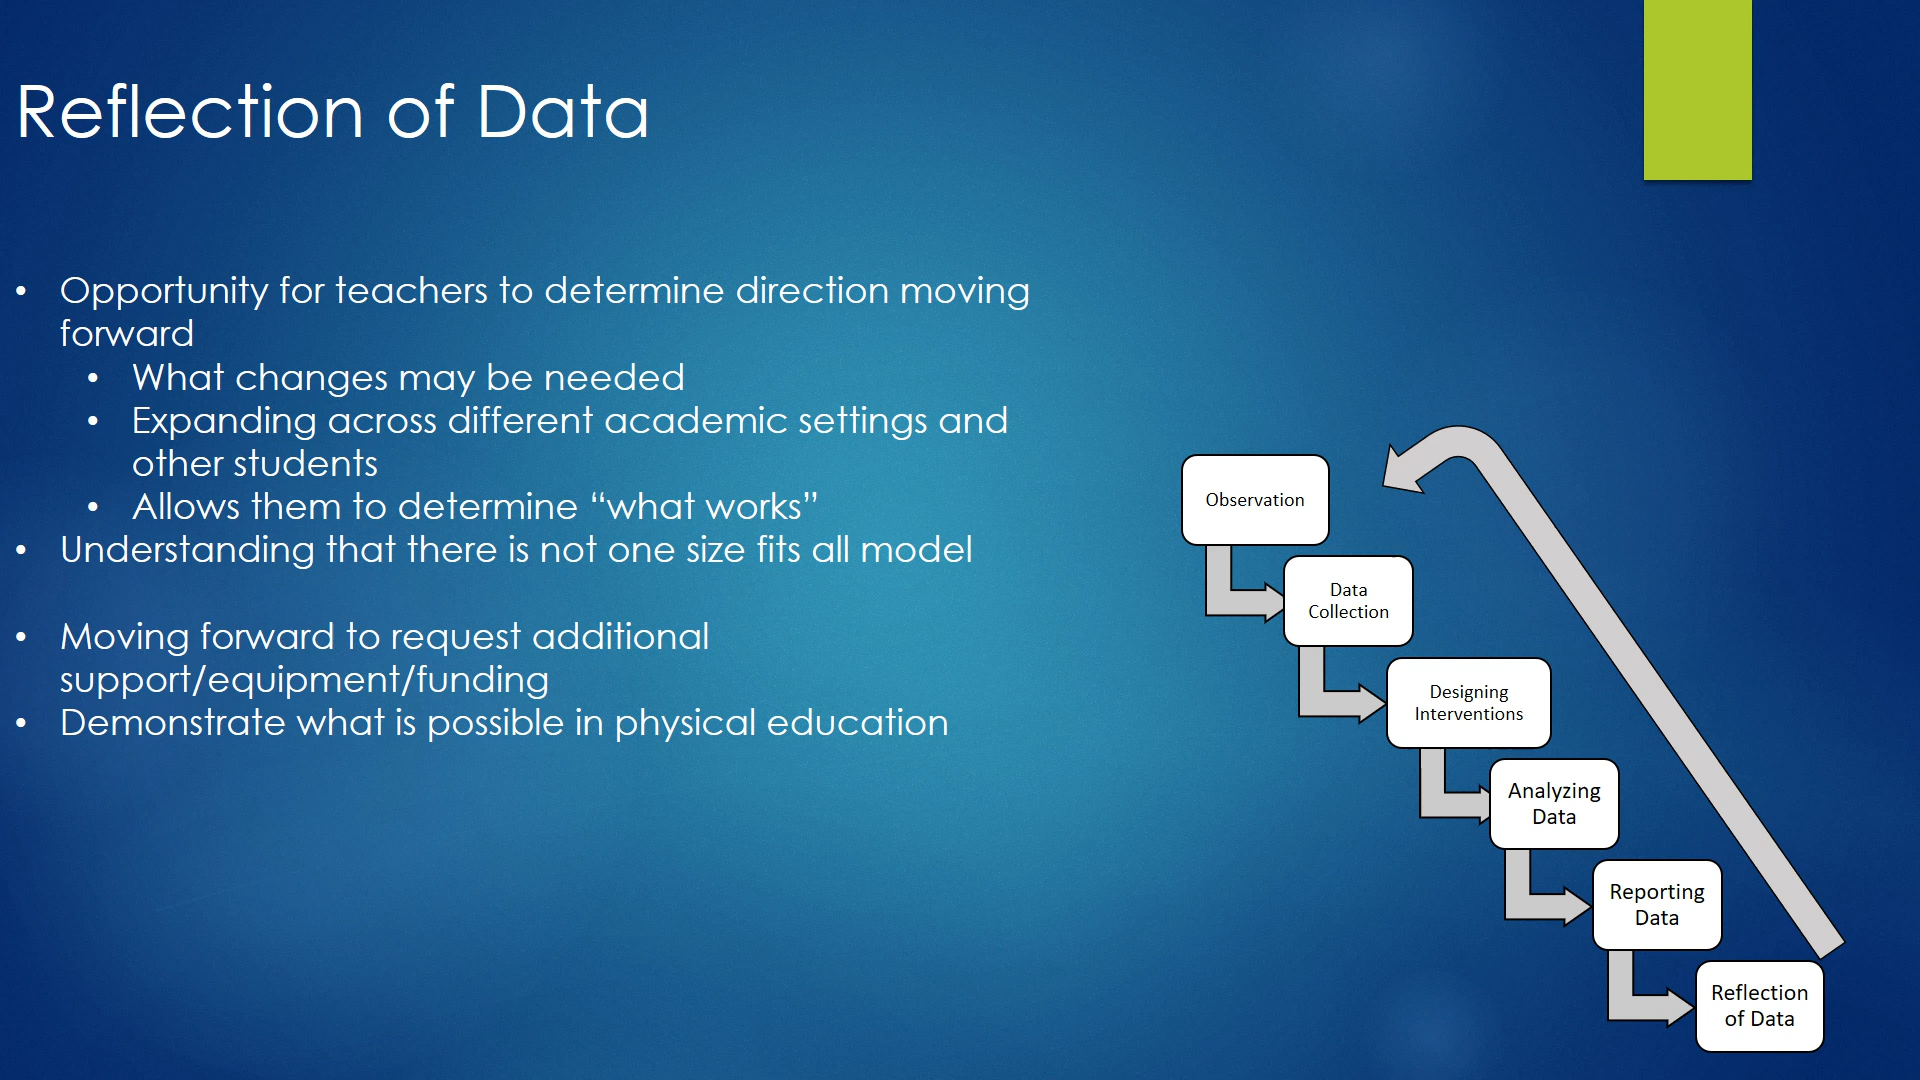 Reflection of Data
• Opportunity for teachers to determine direction moving
forward
• What changes may be needed
• Expanding across different academic settings and
other students
• Allows them to determine “what works”
• Understanding that there is not one size fits all model
• Moving forward to request additional
support/equipment/funding
• Demonstrate what is possible in physical education
Observation
Data
Collection
Designing
Interventions
Analyzing
Data
Reporting
Data
Reflection
of Data